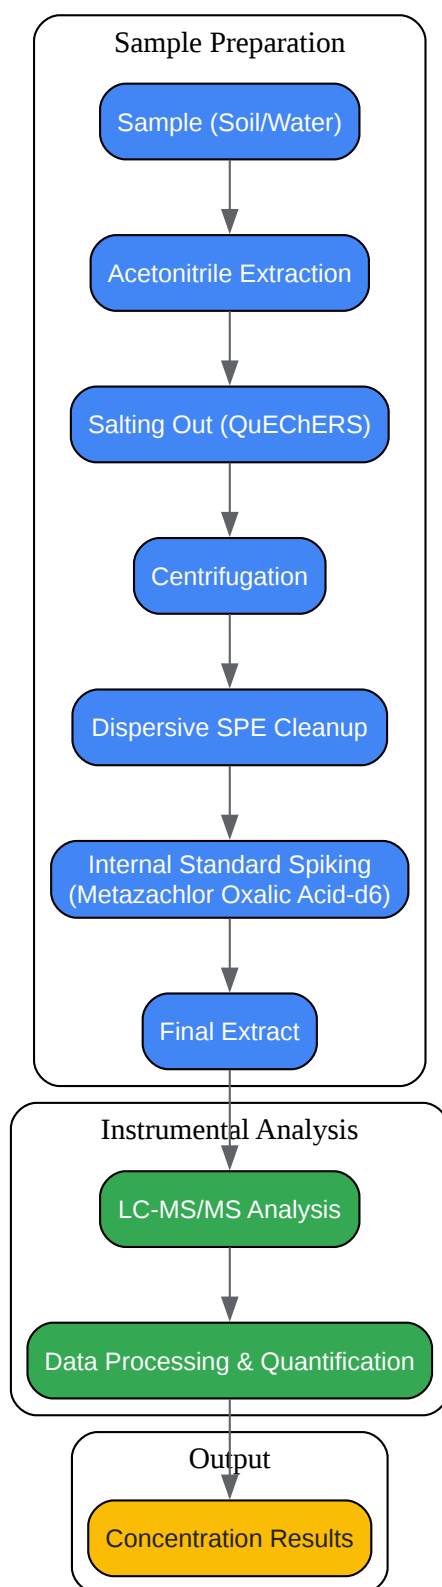 Sample Preparation
Sample (Soil/Water)
Acetonitrile Extraction
Salting Out (QuEChERS)
Centrifugation
Dispersive SPE Cleanup
Internal Standard Spiking
(Metazachlor Oxalic Acid-d6)
Final Extract
Instrumental Analysis
LC-MS/MS Analysis
Data Processing & Quantification
Output
Concentration Results